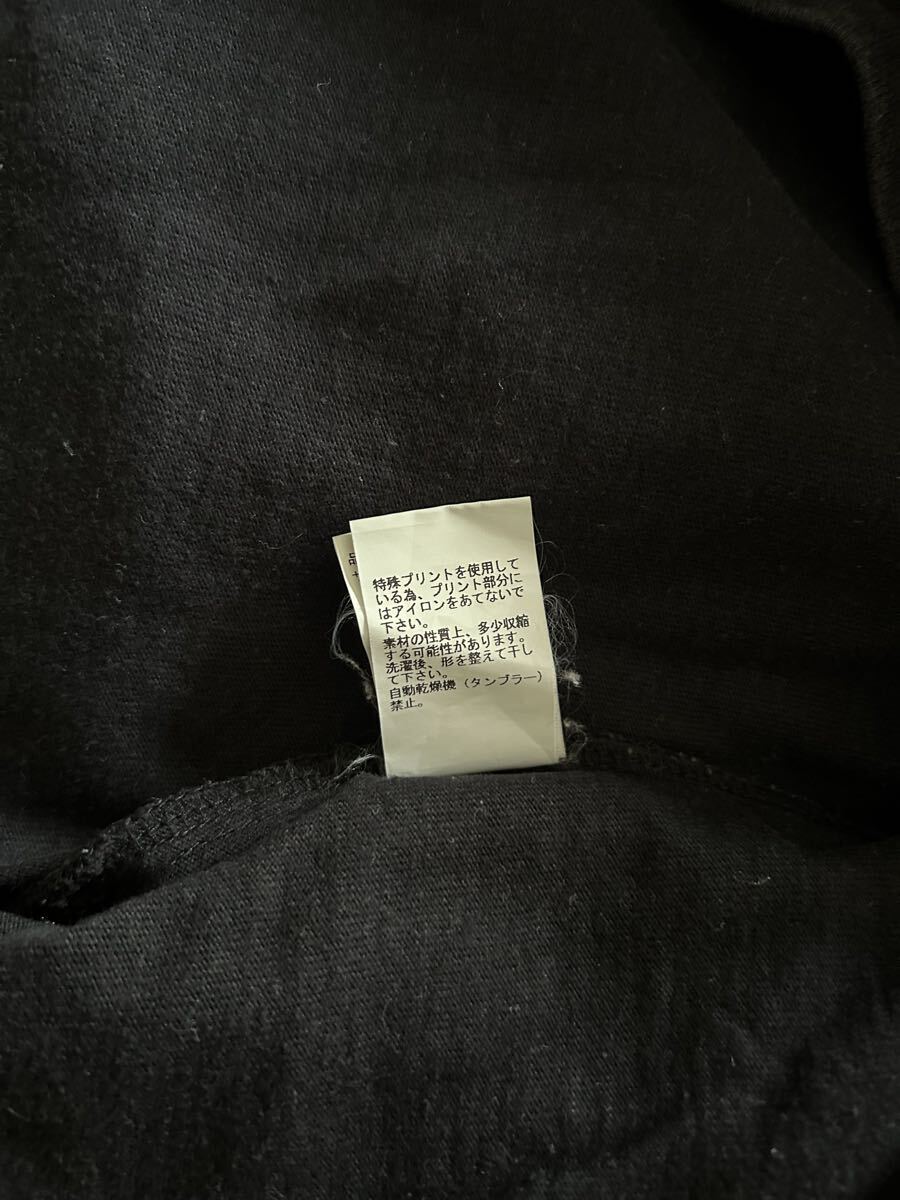 品
特殊プリントを使用して
いる為、プリント部分に
はアイロンをあてないで
下さい。
素材の性質上、多少収縮
する可能性があります。
洗濯後、形を整えて干し
て下さい。
自動乾燥機（タンブラー）
禁止。